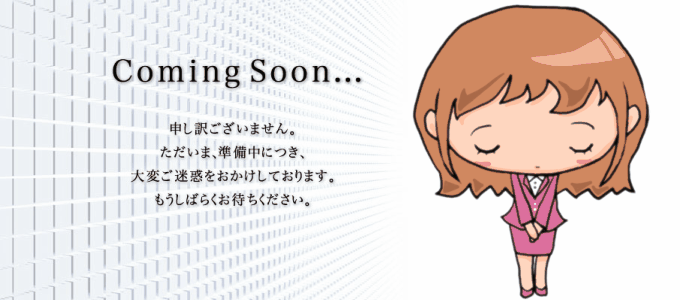 Coming Soon...
申し訳ございません。
ただいま、準備中につき、
大変ご迷惑をおかけしております。
もうしばらくお待ちください。